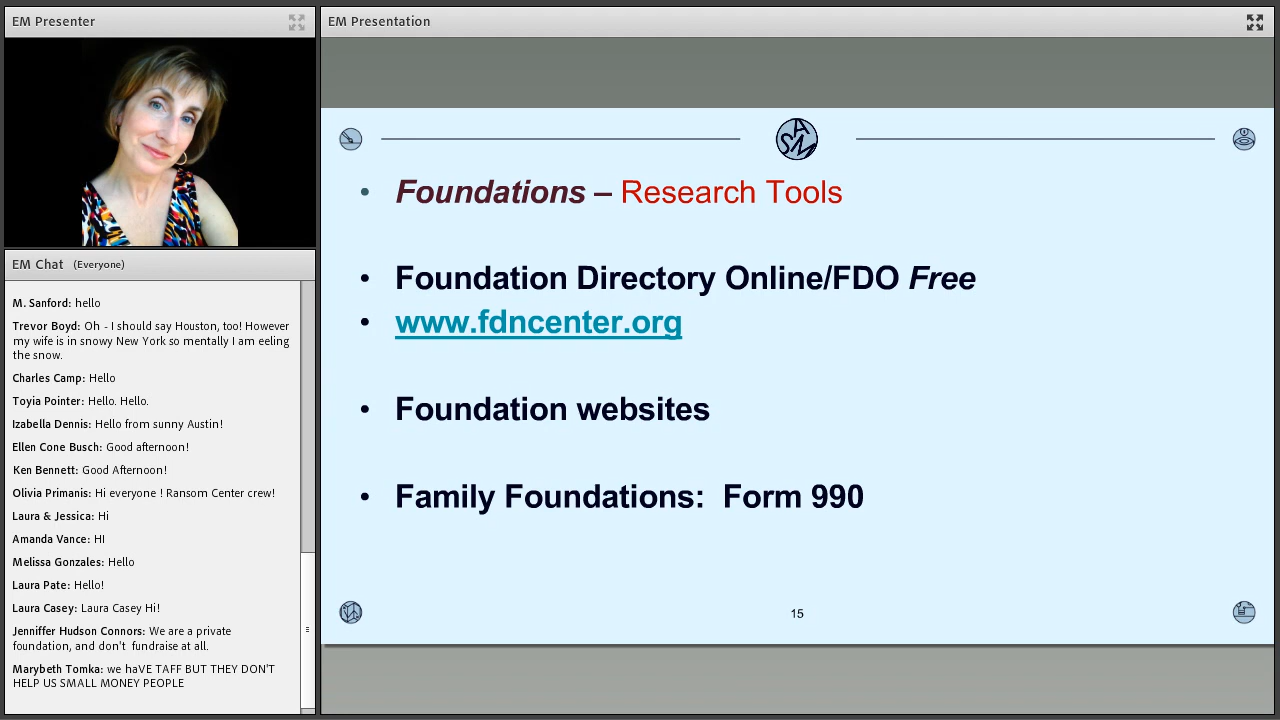 EM Presenter
EM Chat (Everyone)
M. Sanford: hello
Trevor Boyd: Oh - I should say Houston, too! However
my wife is in snowy New York so mentally I am eeling
the snow.
Charles Camp: Hello
Toyia Pointer: Hello. Hello.
Izabella Dennis: Hello from sunny Austin!
Ellen Cone Busch: Good afternoon!
Ken Bennett: Good Afternoon!
Olivia Primanis: Hi everyone ! Ransom Center crew!
Laura & Jessica: Hi
Amanda Vance: HI
Melissa Gonzales: Hello
Laura Pate: Hello!
Laura Casey: Laura Casey Hi!
Jenniffer Hudson Connors: We are a private
foundation, and don't fundraise at all.
Marybeth Tomka: we haVE TAFF BUT THEY DON'T
HELP US SMALL MONEY PEOPLE
EM Presentation
ASM
• Foundations – Research Tools
• Foundation Directory Online/FDO Free
• www.fdncenter.org
• Foundation websites
• Family Foundations: Form 990
15